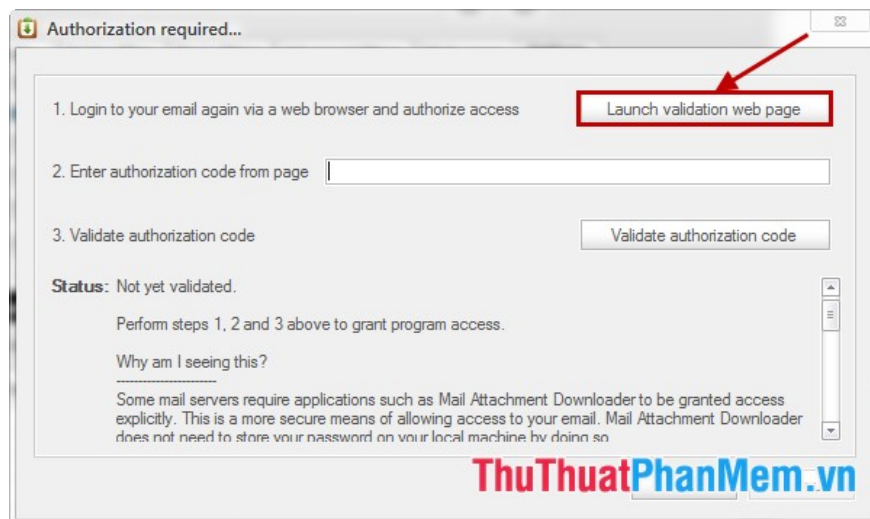 Authorization required...
1. Login to your email again via a web browser and authorize access
Launch validation web page
2. Enter authorization code from page
3. Validate authorization code
Validate authorization code
Status: Not yet validated.
Perform steps 1, 2 and 3 above to grant program access.
Why am I seeing this?
-----------------------
Some mail servers require applications such as Mail Attachment Downloader to be granted access
explicitly. This is a more secure means of allowing access to your email. Mail Attachment Downloader
does not need to store your password on your local machine by doing so
ThuThuatPhanMem.vn